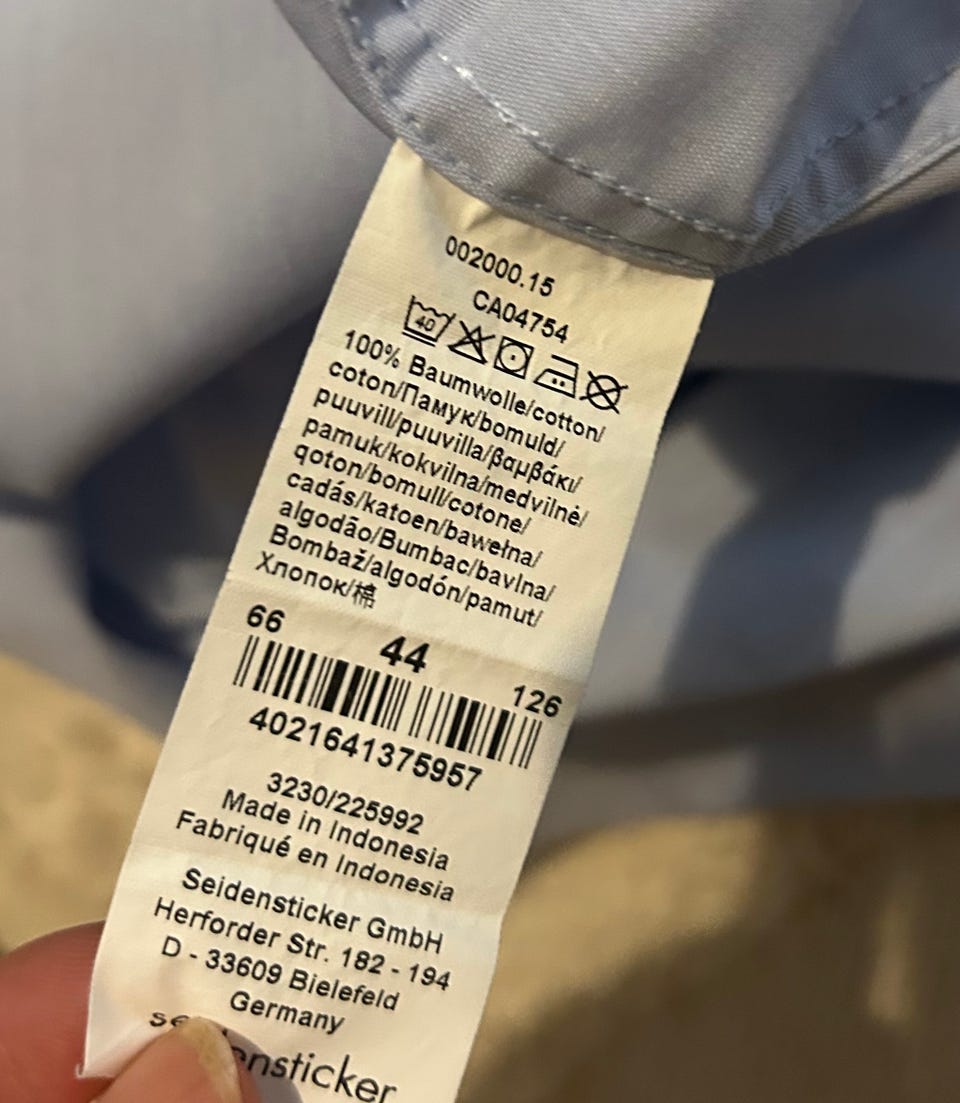 002000.15
CA04754
40
100% Baumwolle/cotton/
coton/Памук/bomuld/
puuvill/puuvilla/βαμβάκι/
pamuk/kokvilna/medvilnė/
qoton/bomull/cotone/
cadás/katoen/bawełna/
algodão/Bumbac/bavlna/
Bombaž/algodón/pamut/
Хлопок/棉
66 44 126
4021641375957
3230/225992
Made in Indonesia
Fabriqué en Indonesia
Seidensticker GmbH
Herforder Str. 182 - 194
D - 33609 Bielefeld
Germany
seidensticker